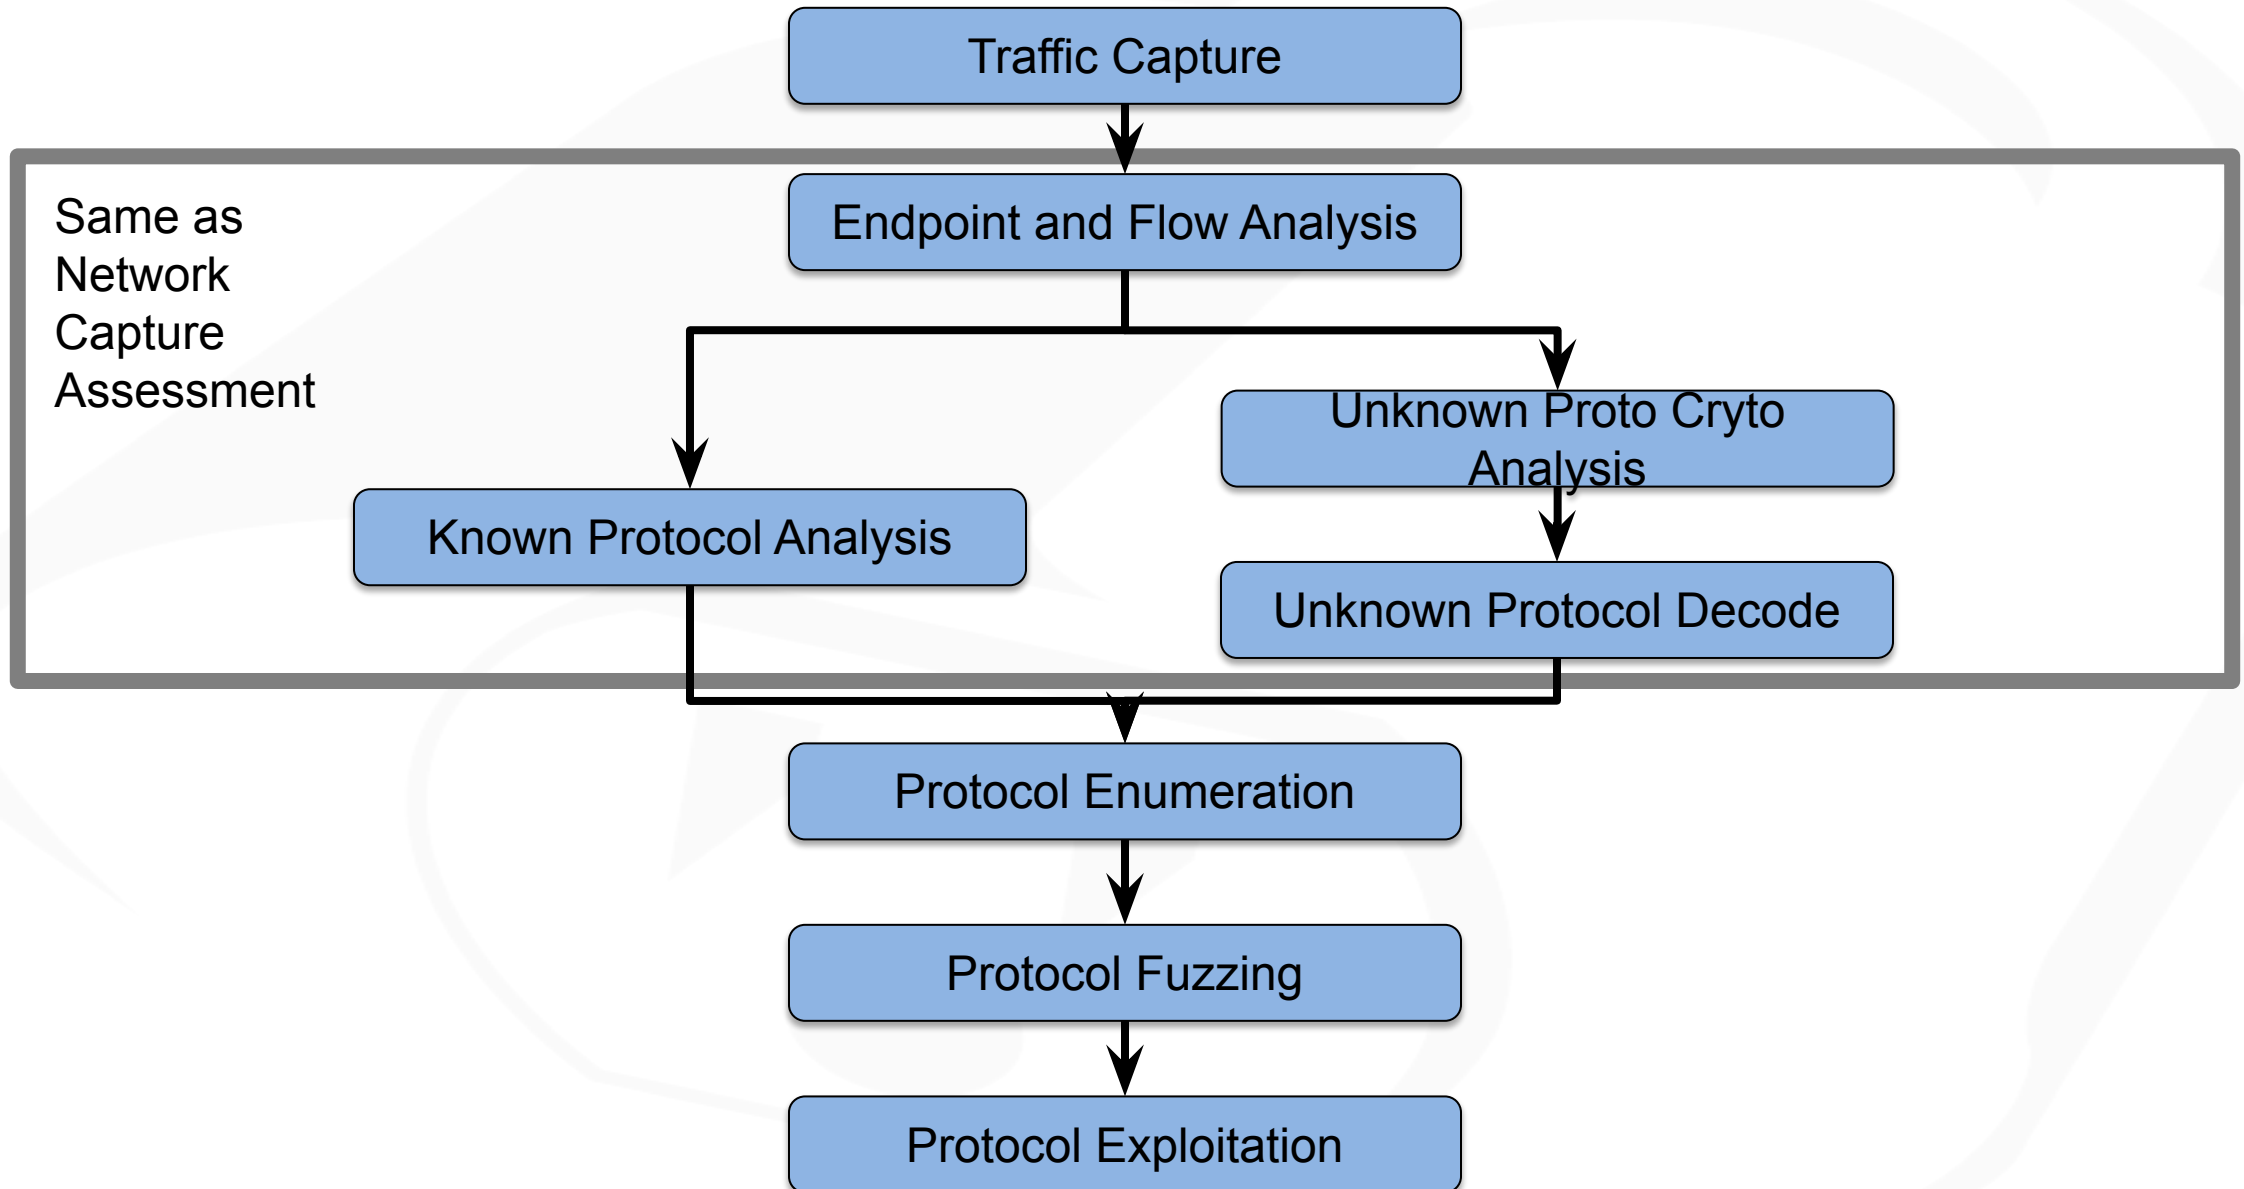 Traffic Capture
Same as
Network
Capture
Assessment
Endpoint and Flow Analysis
Unknown Proto Cryto
Analysis
Known Protocol Analysis
Unknown Protocol Decode
Protocol Enumeration
Protocol Fuzzing
Protocol Exploitation